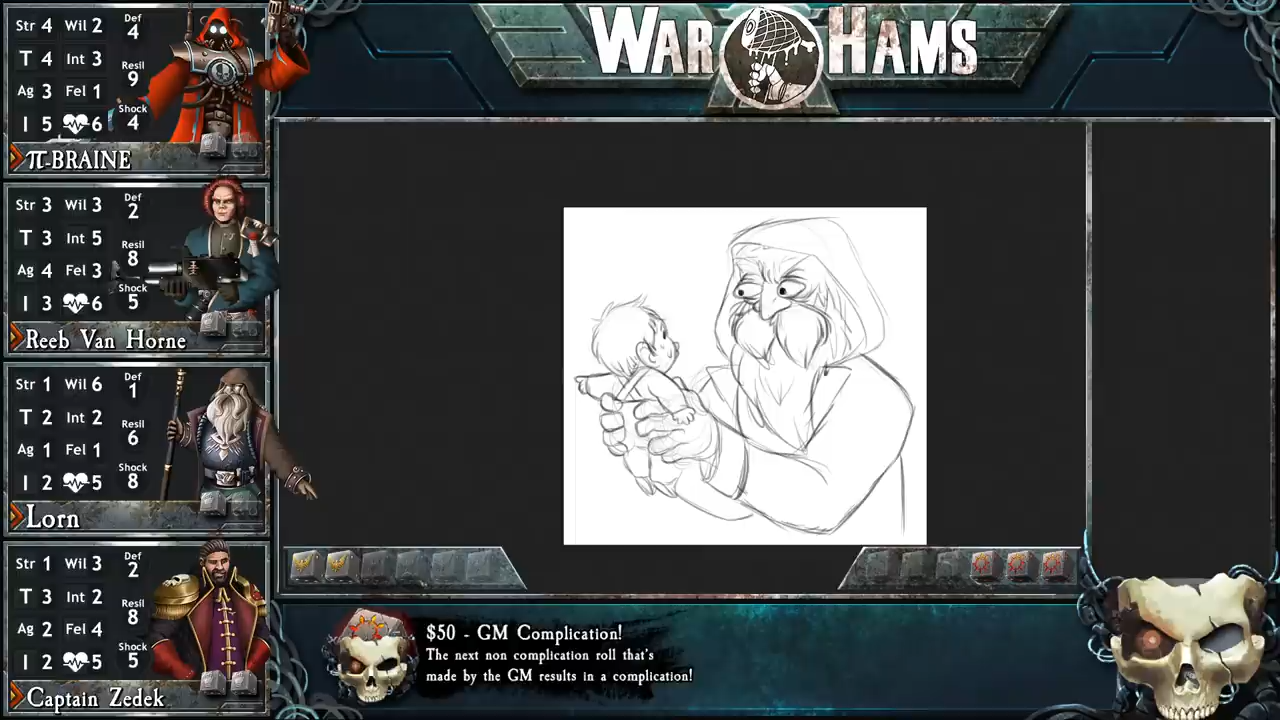 WAR HAMS
Str 4 Wil 2 Def 4
T 4 Int 3 Resil 9
Ag 3 Fel 1 Shock 4
I 5 6
π-BRAINE
Str 3 Wil 3 Def 2
T 3 Int 5 Resil 8
Ag 4 Fel 3 Shock 5
I 3 6
Reeb Van Horne
Str 1 Wil 6 Def 1
T 2 Int 2 Resil 6
Ag 1 Fel 1 Shock 8
I 2 5
Lorn
Str 1 Wil 3 Def 2
T 3 Int 2 Resil 8
Ag 2 Fel 4 Shock 5
I 2 5
Captain Zedek
$50 - GM Complication!
The next non complication roll that's
made by the GM results in a complication!